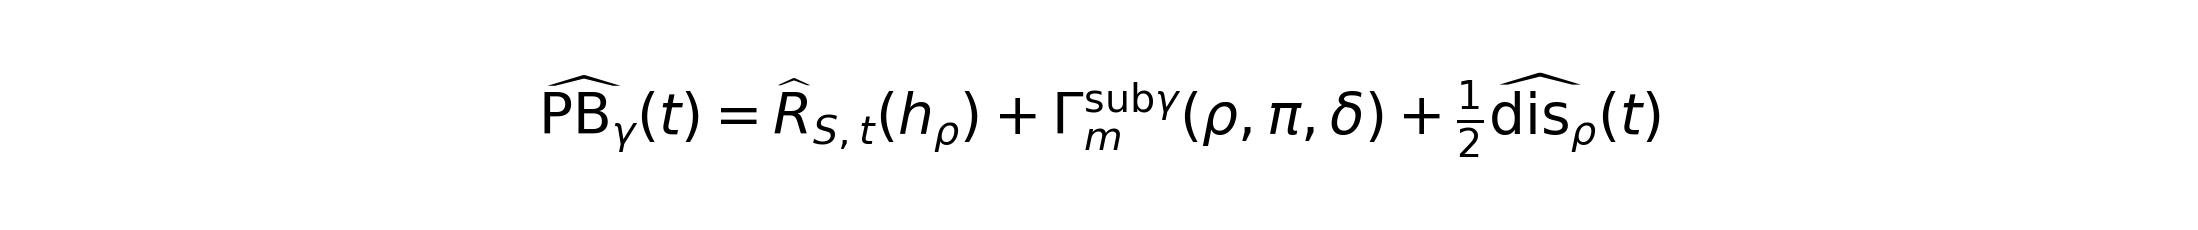 $\widehat{\mathrm{PB}}_{\gamma}(t) = \widehat{R}_{S,t}(h_{\rho}) + \Gamma_{m}^{\mathrm{sub}\gamma}(\rho, \pi, \delta) + \frac{1}{2}\widehat{\mathrm{dis}}_{\rho}(t)$